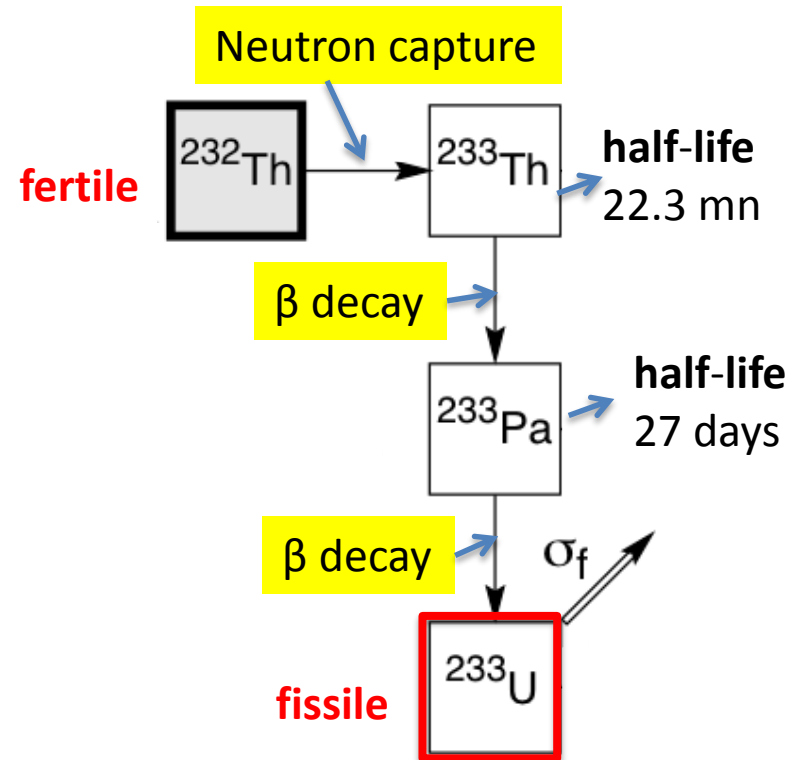 Neutron capture
fertile
²³²Th
²³³Th
half-life
22.3 mn
β decay
²³³Pa
half-life
27 days
β decay
σf
fissile
²³³U